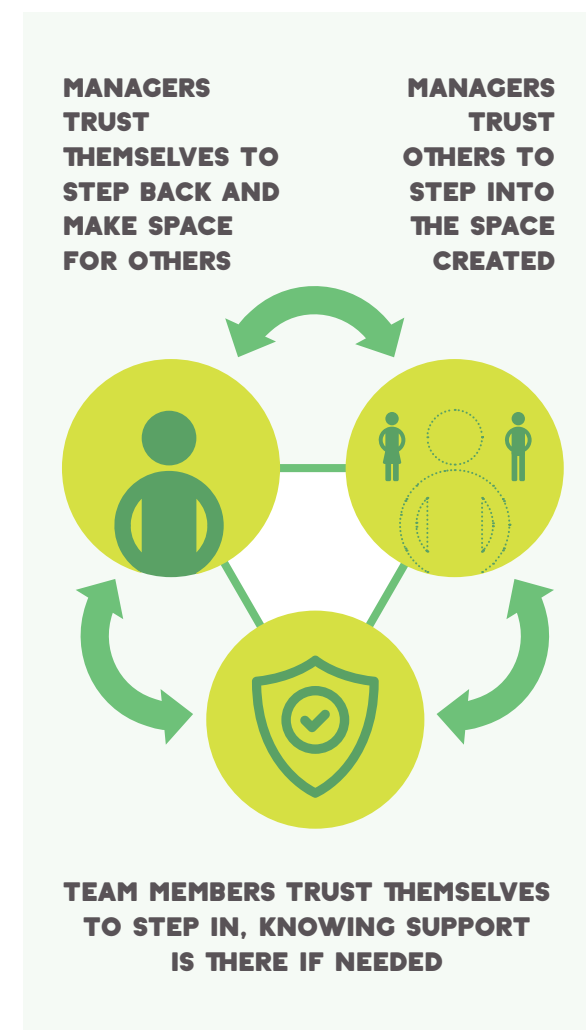 MANAGERS
TRUST
THEMSELVES TO
STEP BACK AND
MAKE SPACE
FOR OTHERS
MANAGERS
TRUST
OTHERS TO
STEP INTO
THE SPACE
CREATED
TEAM MEMBERS TRUST THEMSELVES
TO STEP IN, KNOWING SUPPORT
IS THERE IF NEEDED